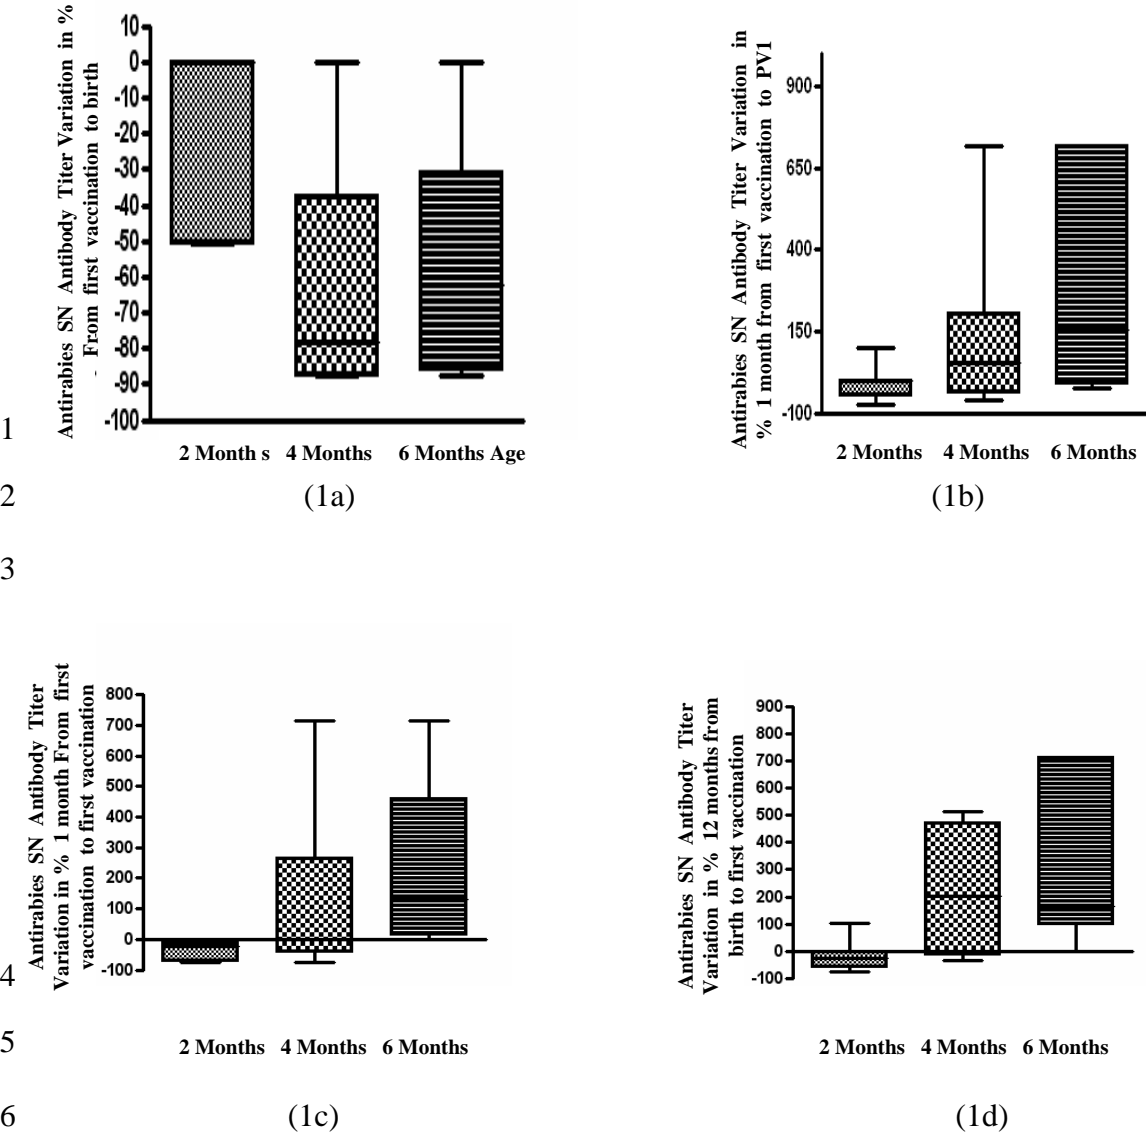 Antirabies SN Antibody Titer Variation in %
- From first vaccination to birth
10
0
-10
-20
-30
-40
-50
-60
-70
-80
-90
-100
2 Month s 4 Months 6 Months Age
Antirabies SN Antibody Titer Variation in
% 1 month from first vaccination to PV1
900
650
400
150
-100
2 Months 4 Months 6 Months
1
2
(1a)
(1b)
3
Antirabies SN Antibody Titer
Variation in % 1 month From first
vaccination to first vaccination
800
700
600
500
400
300
200
100
0
-100
Antirabies SN Antibody Titer
Variation in % 12 months from
birth to first vaccination
900
800
700
600
500
400
300
200
100
0
-100
4
5
2 Months 4 Months 6 Months
2 Months 4 Months 6 Months
6
(1c)
(1d)